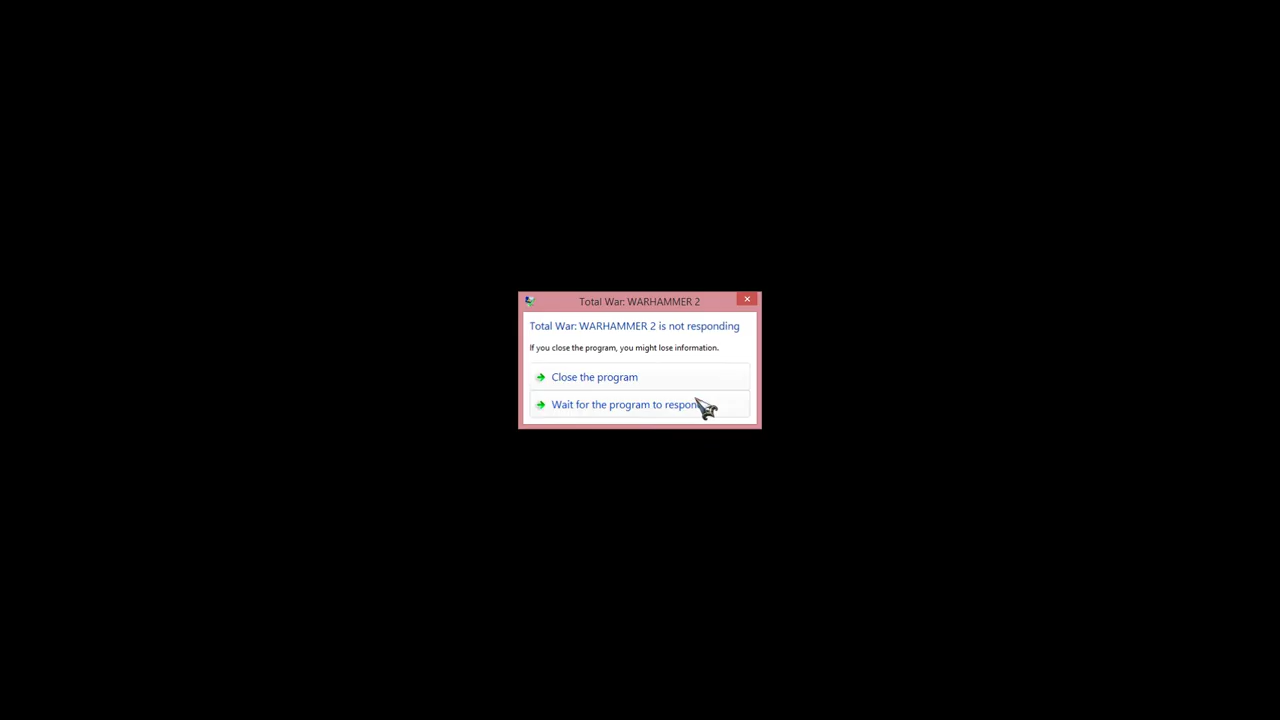 Total War: WARHAMMER 2
Total War: WARHAMMER 2 is not responding
If you close the program, you might lose information.
Close the program
Wait for the program to respond